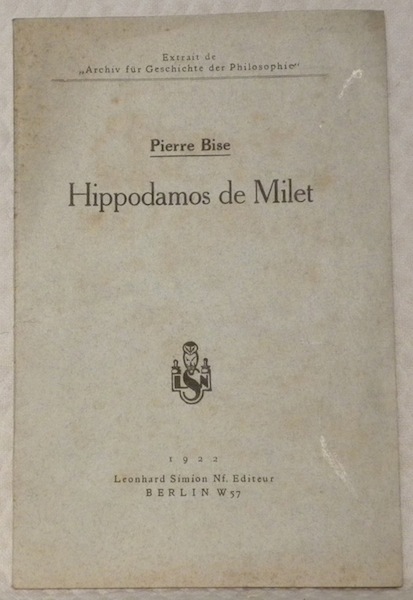 Extrait de
„Archiv für Geschichte der Philosophie"
Pierre Bise
Hippodamos de Milet
LSN
1922
Leonhard Simion Nf. Editeur
BERLIN W57